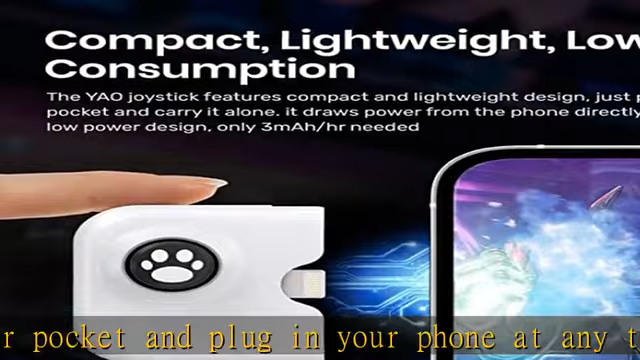 Compact, Lightweight, Low
Consumption
The YAO joystick features compact and lightweight design, just
pocket and carry it alone. it draws power from the phone directly
low power design, only 3mAh/hr needed
r pocket and plug in your phone at any t